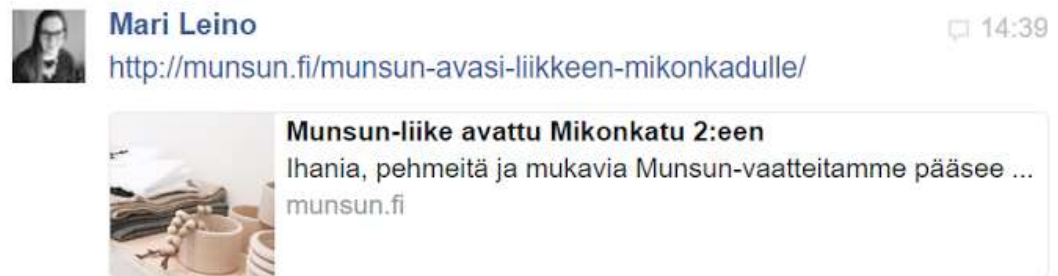 Mari Leino
14:39
http://munsun.fi/munsun-avasi-liikkeen-mikonkadulle/
Munsun-liike avattu Mikonkatu 2:een
Ihania, pehmeitä ja mukavia Munsun-vaatteitamme pääsee ...
munsun.fi